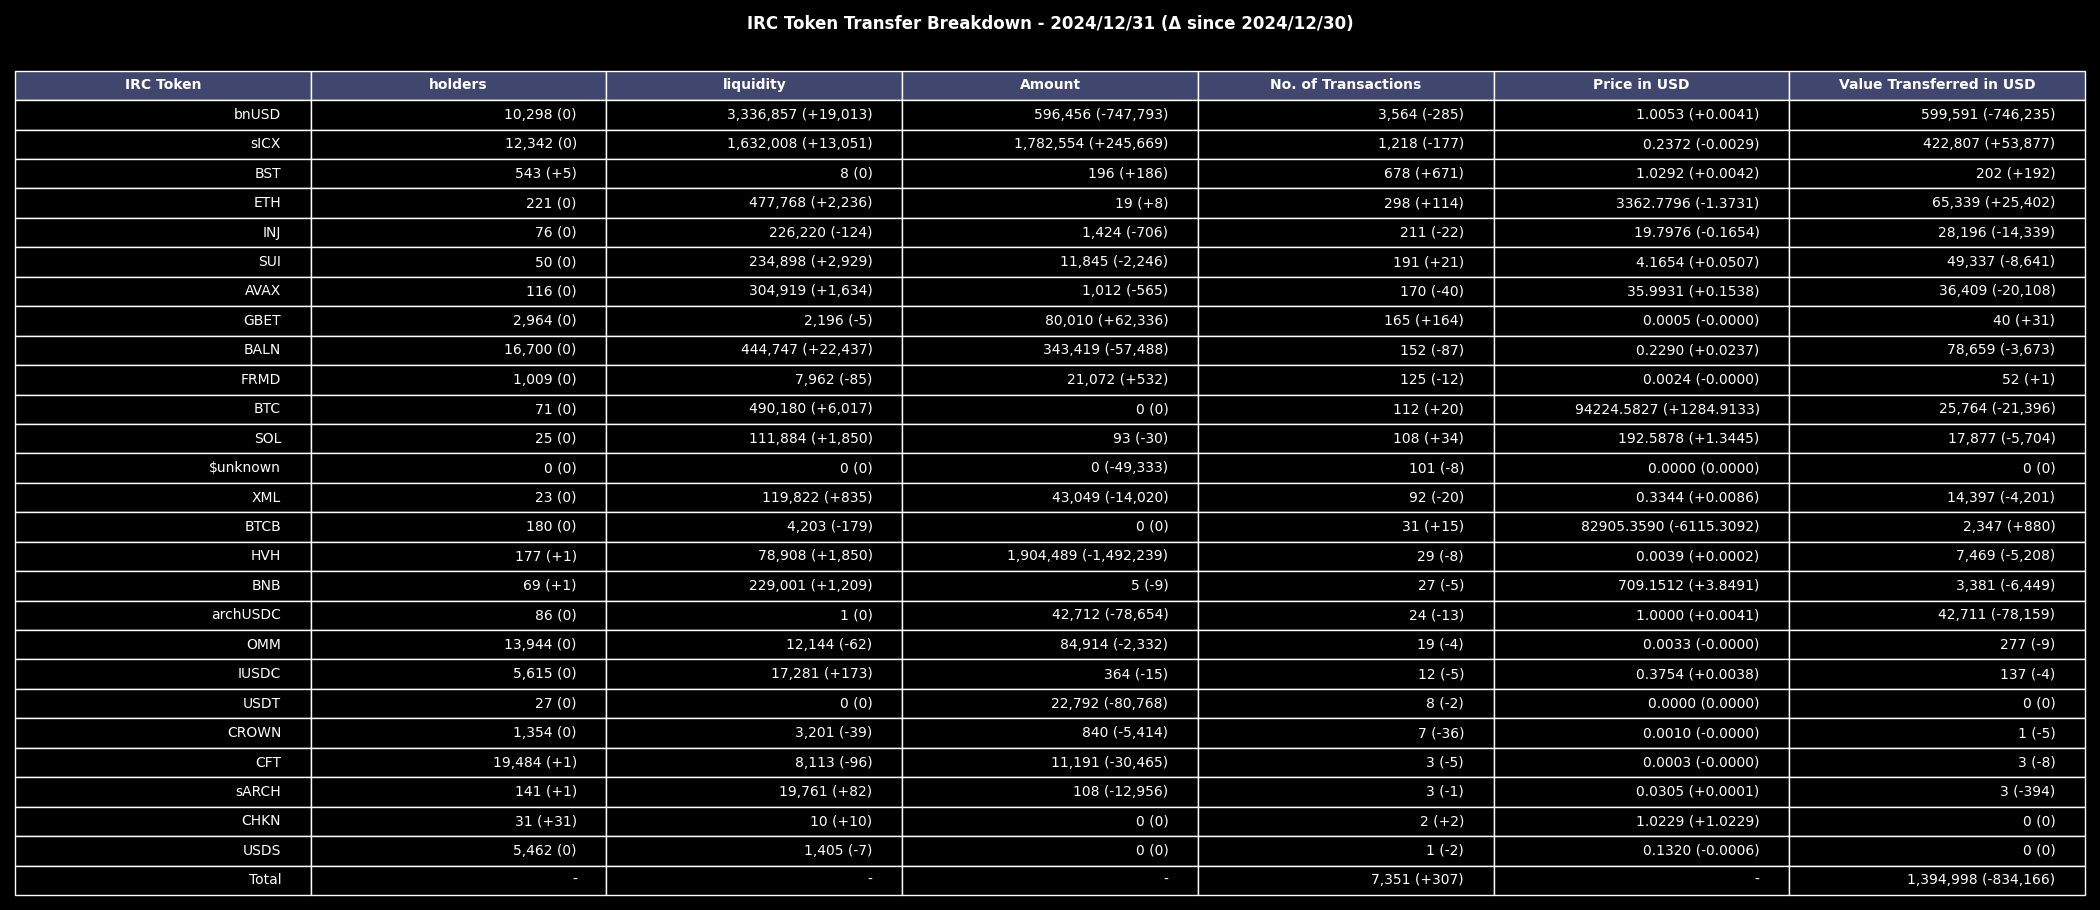 IRC Token Transfer Breakdown - 2024/12/31 (Δ since 2024/12/30)
IRC Token holders liquidity Amount No. of Transactions Price in USD Value Transferred in USD
bnUSD 10,298 (0) 3,336,857 (+19,013) 596,456 (-747,793) 3,564 (-285) 1.0053 (+0.0041) 599,591 (-746,235)
sICX 12,342 (0) 1,632,008 (+13,051) 1,782,554 (+245,669) 1,218 (-177) 0.2372 (-0.0029) 422,807 (+53,877)
BST 543 (+5) 8 (0) 196 (+186) 678 (+671) 1.0292 (+0.0042) 202 (+192)
ETH 221 (0) 477,768 (+2,236) 19 (+8) 298 (+114) 3362.7796 (-1.3731) 65,339 (+25,402)
INJ 76 (0) 226,220 (-124) 1,424 (-706) 211 (-22) 19.7976 (-0.1654) 28,196 (-14,339)
SUI 50 (0) 234,898 (+2,929) 11,845 (-2,246) 191 (+21) 4.1654 (+0.0507) 49,337 (-8,641)
AVAX 116 (0) 304,919 (+1,634) 1,012 (-565) 170 (-40) 35.9931 (+0.1538) 36,409 (-20,108)
GBET 2,964 (0) 2,196 (-5) 80,010 (+62,336) 165 (+164) 0.0005 (-0.0000) 40 (+31)
BALN 16,700 (0) 444,747 (+22,437) 343,419 (-57,488) 152 (-87) 0.2290 (+0.0237) 78,659 (-3,673)
FRMD 1,009 (0) 7,962 (-85) 21,072 (+532) 125 (-12) 0.0024 (-0.0000) 52 (+1)
BTC 71 (0) 490,180 (+6,017) 0 (0) 112 (+20) 94224.5827 (+1284.9133) 25,764 (-21,396)
SOL 25 (0) 111,884 (+1,850) 93 (-30) 108 (+34) 192.5878 (+1.3445) 17,877 (-5,704)
$unknown 0 (0) 0 (0) 0 (-49,333) 101 (-8) 0.0000 (0.0000) 0 (0)
XML 23 (0) 119,822 (+835) 43,049 (-14,020) 92 (-20) 0.3344 (+0.0086) 14,397 (-4,201)
BTCB 180 (0) 4,203 (-179) 0 (0) 31 (+15) 82905.3590 (-6115.3092) 2,347 (+880)
HVH 177 (+1) 78,908 (+1,850) 1,904,489 (-1,492,239) 29 (-8) 0.0039 (+0.0002) 7,469 (-5,208)
BNB 69 (+1) 229,001 (+1,209) 5 (-9) 27 (-5) 709.1512 (+3.8491) 3,381 (-6,449)
archUSDC 86 (0) 1 (0) 42,712 (-78,654) 24 (-13) 1.0000 (+0.0041) 42,711 (-78,159)
OMM 13,944 (0) 12,144 (-62) 84,914 (-2,332) 19 (-4) 0.0033 (-0.0000) 277 (-9)
IUSDC 5,615 (0) 17,281 (+173) 364 (-15) 12 (-5) 0.3754 (+0.0038) 137 (-4)
USDT 27 (0) 0 (0) 22,792 (-80,768) 8 (-2) 0.0000 (0.0000) 0 (0)
CROWN 1,354 (0) 3,201 (-39) 840 (-5,414) 7 (-36) 0.0010 (-0.0000) 1 (-5)
CFT 19,484 (+1) 8,113 (-96) 11,191 (-30,465) 3 (-5) 0.0003 (-0.0000) 3 (-8)
sARCH 141 (+1) 19,761 (+82) 108 (-12,956) 3 (-1) 0.0305 (+0.0001) 3 (-394)
CHKN 31 (+31) 10 (+10) 0 (0) 2 (+2) 1.0229 (+1.0229) 0 (0)
USDS 5,462 (0) 1,405 (-7) 0 (0) 1 (-2) 0.1320 (-0.0006) 0 (0)
Total - - - 7,351 (+307) - 1,394,998 (-834,166)